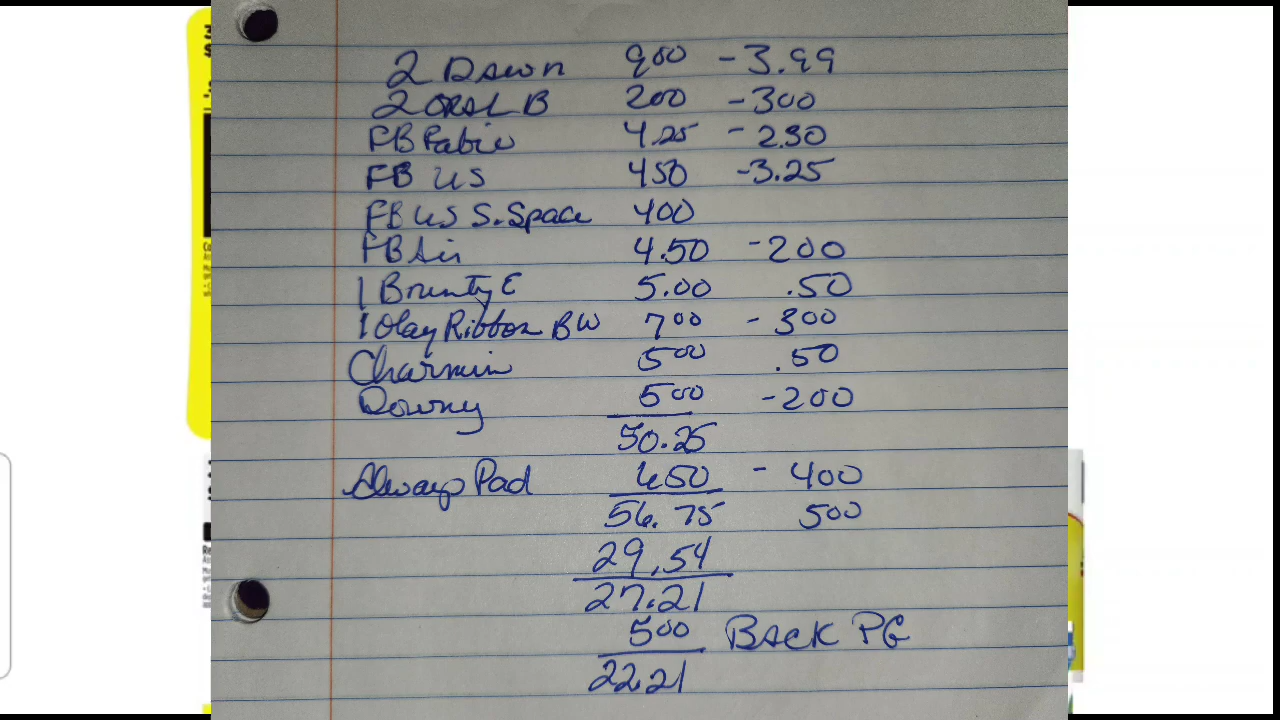 2 Dawn 900 - 3.99
2 ORAL B 200 - 300
FB Fabic 4.25 - 2.30
FB US 450 - 3.25
FB US S. Space 400
FB Air 4.50 - 200
1 Bounty E 5.00 .50
1 Olay Ribbon BW 700 - 300
Charmin 500 .50
Downy 500 - 200
50.25
Always Pad 650 - 400
56.75 500
29.54
27.21
500 BACK PG
22.21